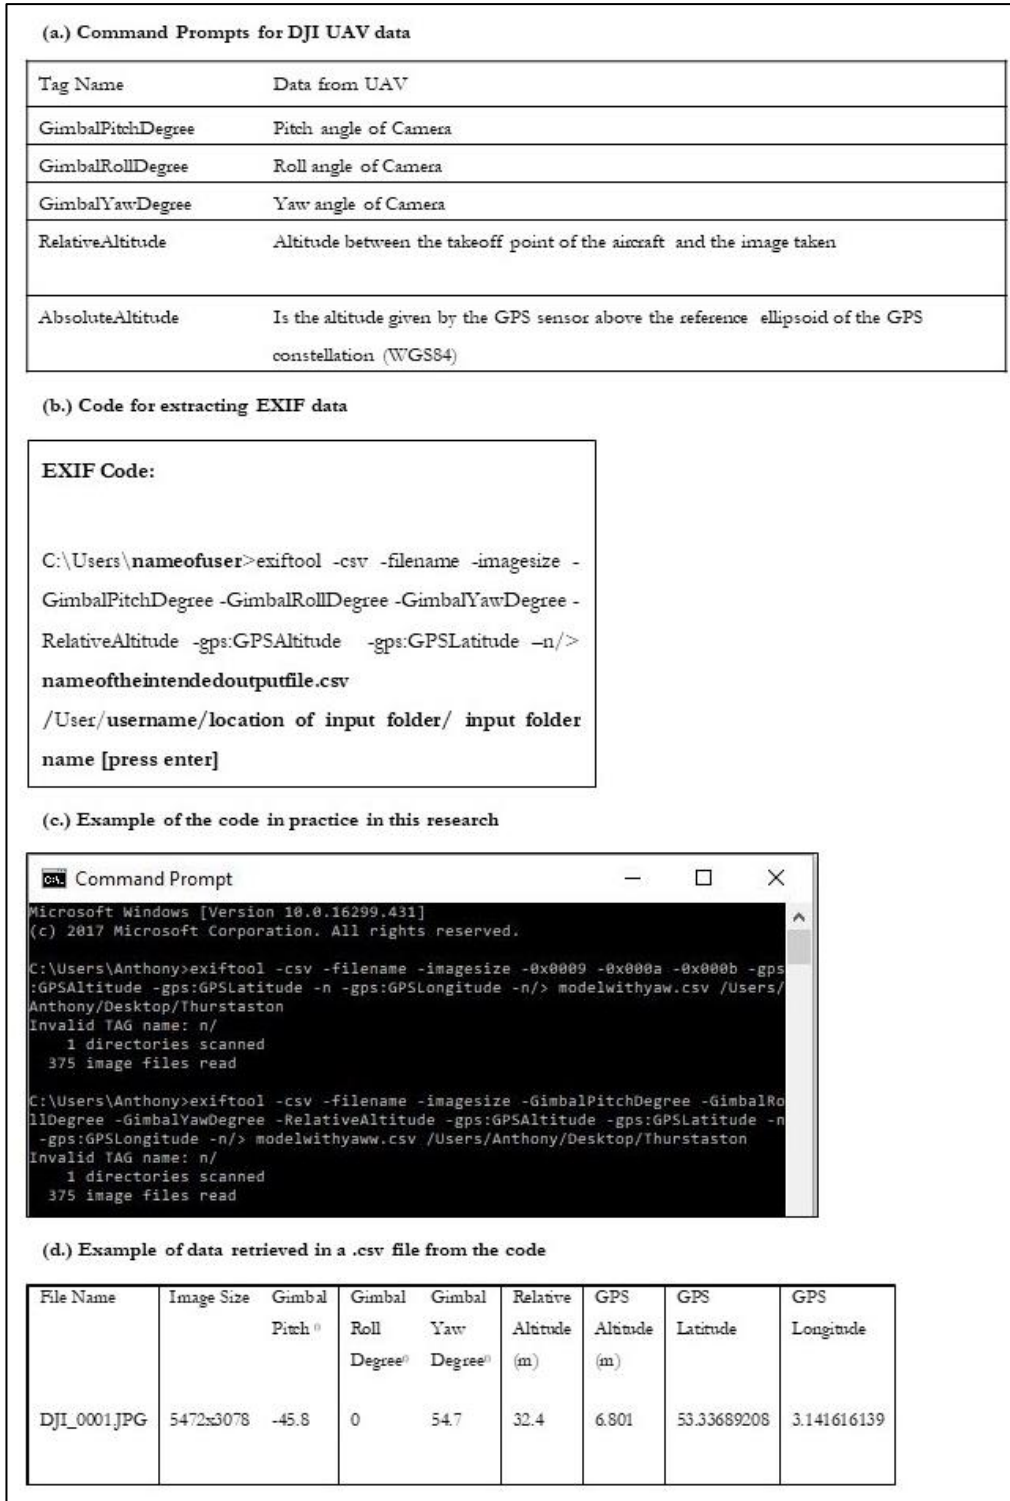 (a.) Command Prompts for DJI UAV data
Tag Name Data from UAV
GimbalPitchDegree Pitch angle of Camera
GimbalRollDegree Roll angle of Camera
GimbalYawDegree Yaw angle of Camera
RelativeAltitude Altitude between the takeoff point of the aircraft and the image taken
AbsoluteAltitude Is the altitude given by the GPS sensor above the reference ellipsoid of the GPS
constellation (WGS84)
(b.) Code for extracting EXIF data
EXIF Code:
C:\Users\nameofuser>exiftool -csv -filename -imagesize -
GimbalPitchDegree -GimbalRollDegree -GimbalYawDegree -
RelativeAltitude -gps:GPSAltitude -gps:GPSLatitude –n/>
nameoftheintendedoutputfile.csv
/User/username/location of input folder/ input folder
name [press enter]
(c.) Example of the code in practice in this research
Command Prompt
Microsoft Windows [Version 10.0.16299.431]
(c) 2017 Microsoft Corporation. All rights reserved.
C:\Users\Anthony>exiftool -csv -filename -imagesize -0x0009 -0x000a -0x000b -gps
:GPSAltitude -gps:GPSLatitude -n -gps:GPSLongitude -n/> modelwithyaw.csv /Users/
Anthony/Desktop/Thurstaston
Invalid TAG name: n/
1 directories scanned
375 image files read
C:\Users\Anthony>exiftool -csv -filename -imagesize -GimbalPitchDegree -GimbalRo
llDegree -GimbalYawDegree -RelativeAltitude -gps:GPSAltitude -gps:GPSLatitude -n
-gps:GPSLongitude -n/> modelwithyaww.csv /Users/Anthony/Desktop/Thurstaston
Invalid TAG name: n/
1 directories scanned
375 image files read
(d.) Example of data retrieved in a .csv file from the code
File Name Image Size Gimbal Gimbal Gimbal Relative GPS GPS GPS
Pitch ⁰ Roll Yaw Altitude Altitude Latitude Longitude
Degree⁰ Degree⁰ (m) (m)
DJI_0001.JPG 5472x3078 -45.8 0 54.7 32.4 6.801 53.33689208 3.141616139